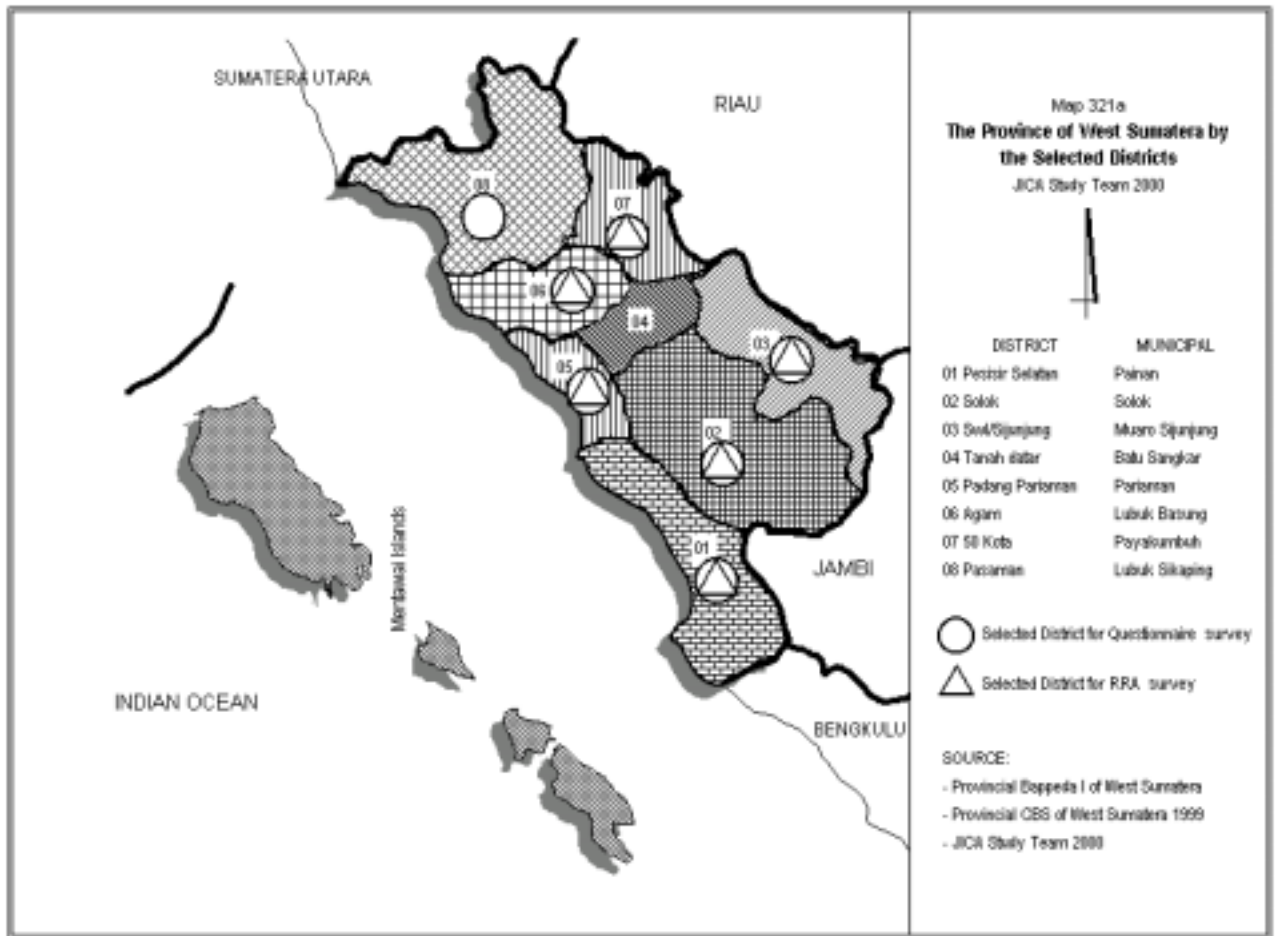 SUMATERA UTARA
RIAU
08
07
06
04
03
05
02
01
JAMBI
Mentawai Islands
INDIAN OCEAN
BENGKULU
Map 321a
The Province of West Sumatera by
the Selected Districts
JICA Study Team 2000
DISTRICT MUNICIPAL
01 Pesisir Selatan Painan
02 Solok Solok
03 Swl/Sijunjung Muaro Sijunjung
04 Tanah datar Batu Sangkar
05 Padang Pariaman Pariaman
06 Agam Lubuk Basung
07 50 Kota Payakumbuh
08 Pasaman Lubuk Sikaping
Selected District for Questionnaire survey
Selected District for RRA survey
SOURCE:
- Provincial Bappeda I of West Sumatera
- Provincial CBS of West Sumatera 1999
- JICA Study Team 2000